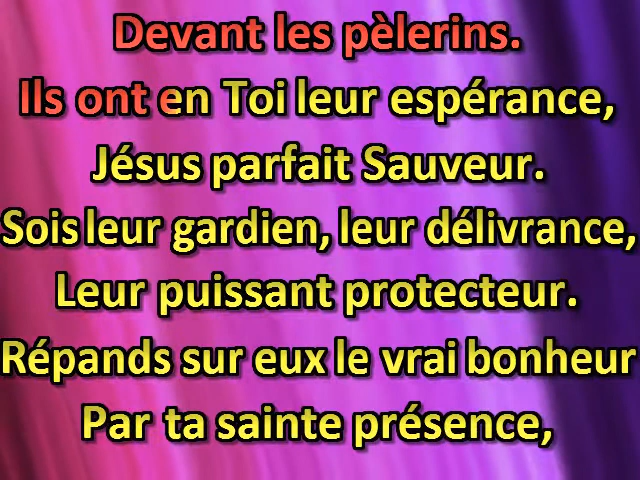 Devant les pèlerins.
Ils ont en Toi leur espérance,
Jésus parfait Sauveur.
Sois leur gardien, leur délivrance,
Leur puissant protecteur.
Répands sur eux le vrai bonheur
Par ta sainte présence,